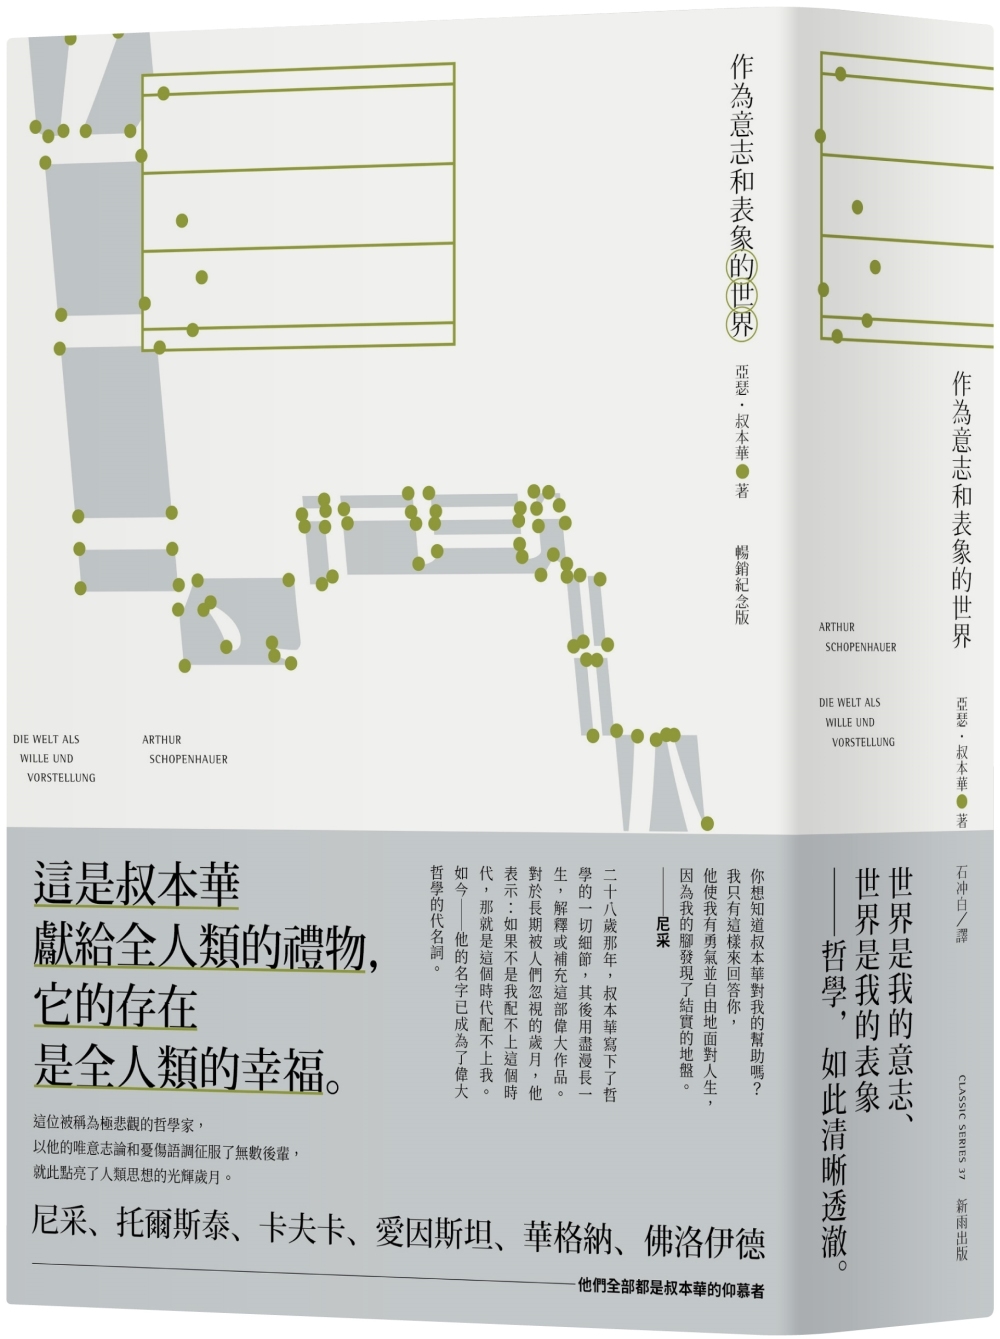 作為意志和表象的世界
亞瑟・叔本華●著
暢銷紀念版
DIE WELT ALS
WILLE UND
VORSTELLUNG
ARTHUR
SCHOPENHAUER
你想知道叔本華對我的幫助嗎?
我只有這樣來回答你,
他使我有勇氣並自由地面對人生,
因為我的腳發現了結實的地盤。
——尼采
二十八歲那年,叔本華寫下了哲
學的一切細節,其後用盡漫長一
生,解釋或補充這部偉大作品。
對於長期被人們忽視的歲月,他
表示:如果不是我配不上這個時
代,那就是這個時代配不上我。
如今——他的名字已成為了偉大
哲學的代名詞。
這是叔本華
獻給全人類的禮物,
它的存在
是全人類的幸福。
這位被稱為極悲觀的哲學家,
以他的唯意志論和憂傷語調征服了無數後輩,
就此點亮了人類思想的光輝歲月。
尼采、托爾斯泰、卡夫卡、愛因斯坦、華格納、佛洛伊德
他們全部都是叔本華的仰慕者
作為意志和表象的世界
ARTHUR
SCHOPENHAUER
DIE WELT ALS
WILLE UND
VORSTELLUNG
亞瑟・叔本華●著
石冲白/譯
世界是我的意志、
世界是我的表象
——哲學,如此清晰透澈。
CLASSIC SERIES 37
新雨出版